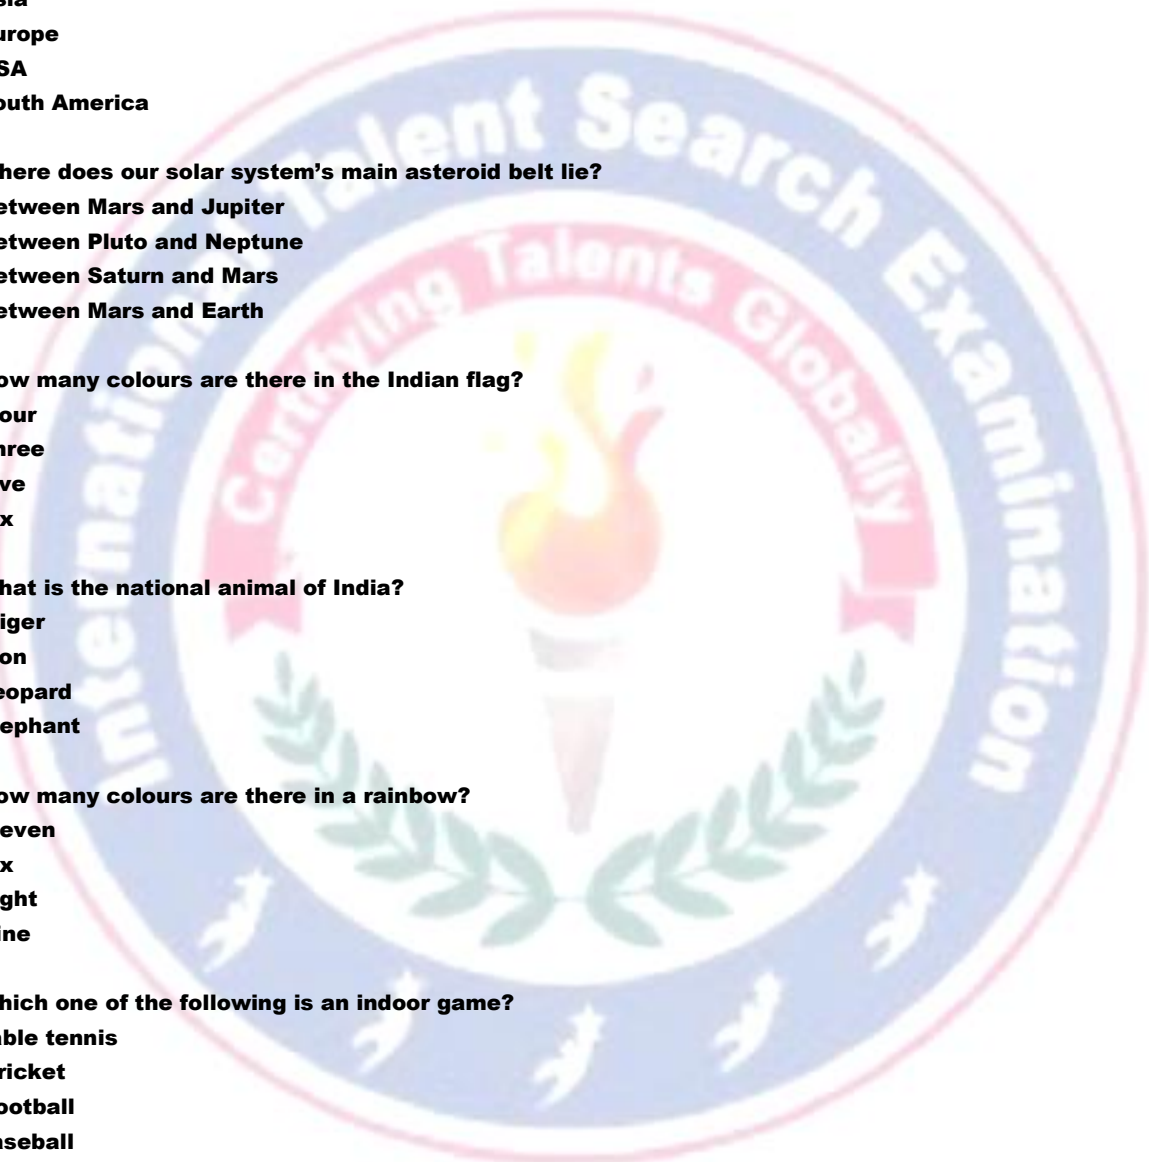 sia
urope
SA
outh America
here does our solar system’s main asteroid belt lie?
etween Mars and Jupiter
etween Pluto and Neptune
etween Saturn and Mars
etween Mars and Earth
ow many colours are there in the Indian flag?
our
hree
ve
x
hat is the national animal of India?
iger
on
eopard
ephant
ow many colours are there in a rainbow?
even
x
ght
ine
hich one of the following is an indoor game?
able tennis
ricket
ootball
aseball
International Talent Search Examination
Certifying Talents Globally